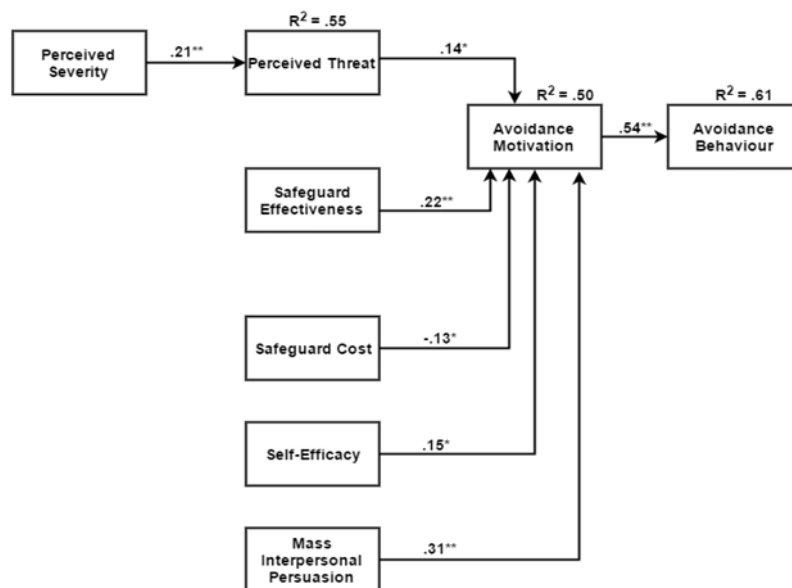 R² = .55
Perceived
Severity
.21**
Perceived Threat
.14*
R² = .50
Avoidance
Motivation
.54**
R² = .61
Avoidance
Behaviour
Safeguard
Effectiveness
.22**
Safeguard Cost
-.13*
Self-Efficacy
.15*
Mass
Interpersonal
Persuasion
.31**